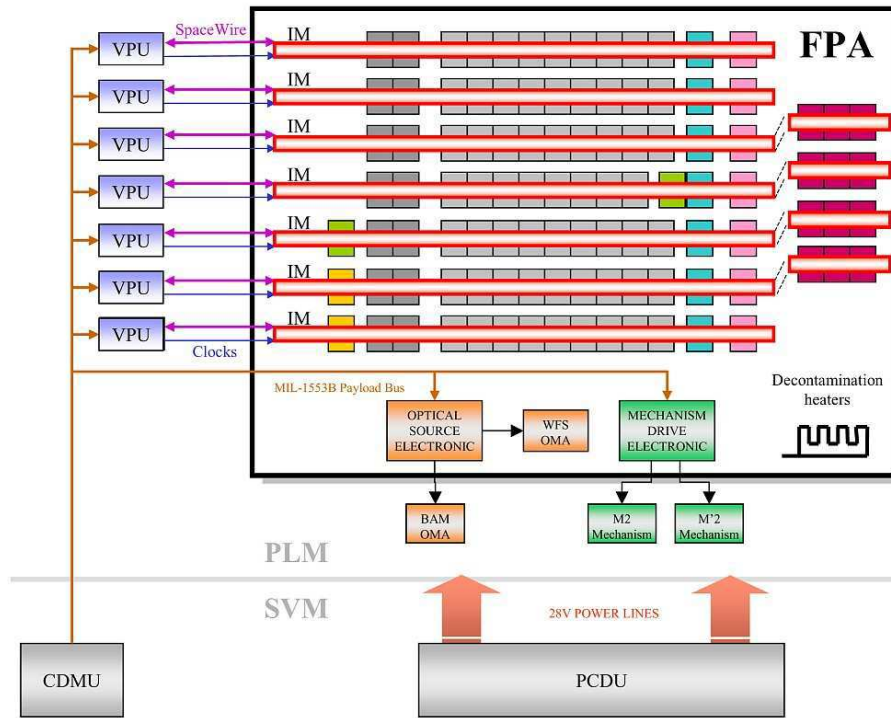 SpaceWire
IM
FPA
VPU
IM
VPU
IM
VPU
IM
VPU
IM
VPU
IM
VPU
IM
VPU
Clocks
MIL-1553B Payload Bus
Decontamination
heaters
OPTICAL
SOURCE
ELECTRONIC
WFS
OMA
MECHANISM
DRIVE
ELECTRONIC
BAM
OMA
M2
Mechanism
M'2
Mechanism
PLM
SVM
28V POWER LINES
CDMU
PCDU